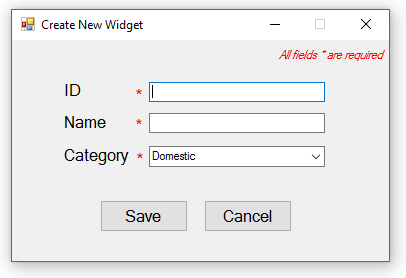 Create New Widget
All fields * are required
ID *
Name *
Category * Domestic
Save Cancel